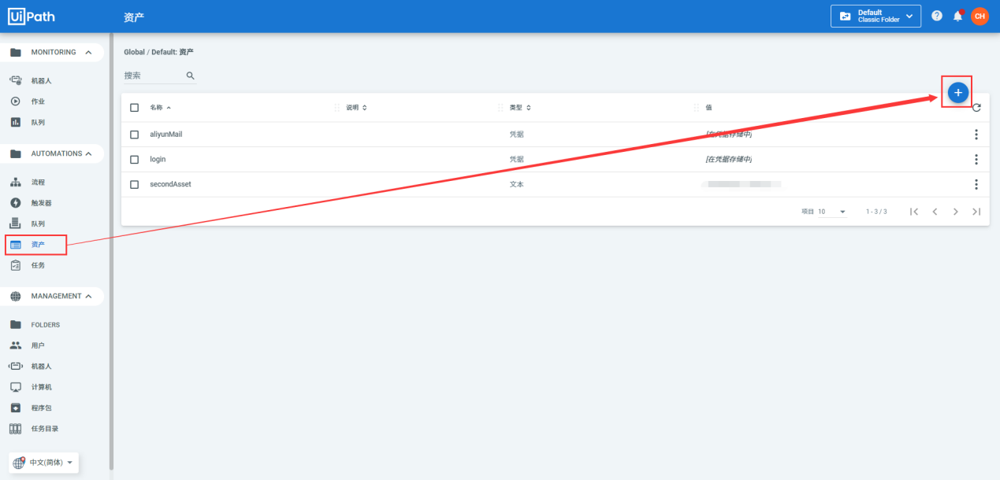 UiPath
资产
Default
Classic Folder
?
CH
MONITORING
机器人
作业
队列
AUTOMATIONS
流程
触发器
队列
资产
任务
MANAGEMENT
FOLDERS
用户
机器人
计算机
程序包
任务目录
中文(简体)
Global / Default: 资产
搜索
名称 说明 类型 值
aliyunMail 凭据 [在凭据存储中]
login 凭据 [在凭据存储中]
secondAsset 文本
项目 10 1 - 3 / 3